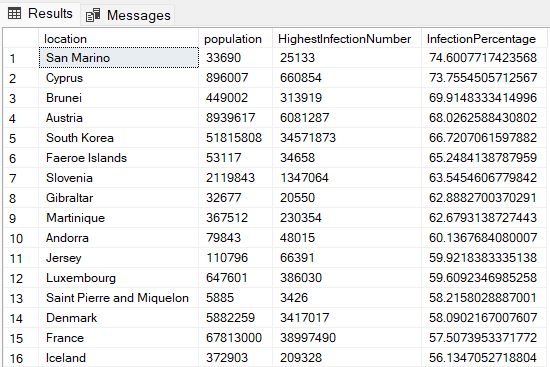 Results Messages
location population HighestInfectionNumber InfectionPercentage
1 San Marino 33690 25133 74.6007717423568
2 Cyprus 896007 660854 73.7554505712567
3 Brunei 449002 313919 69.9148333414996
4 Austria 8939617 6081287 68.0262588430802
5 South Korea 51815808 34571873 66.7207061597882
6 Faeroe Islands 53117 34658 65.2484138787959
7 Slovenia 2119843 1347064 63.5454606779842
8 Gibraltar 32677 20550 62.8882700370291
9 Martinique 367512 230354 62.6793138727443
10 Andorra 79843 48015 60.1367684080007
11 Jersey 110796 66391 59.9218383335138
12 Luxembourg 647601 386030 59.6092346985258
13 Saint Pierre and Miquelon 5885 3426 58.2158028887001
14 Denmark 5882259 3417017 58.0902167007607
15 France 67813000 38997490 57.5073953371772
16 Iceland 372903 209328 56.1347052718804